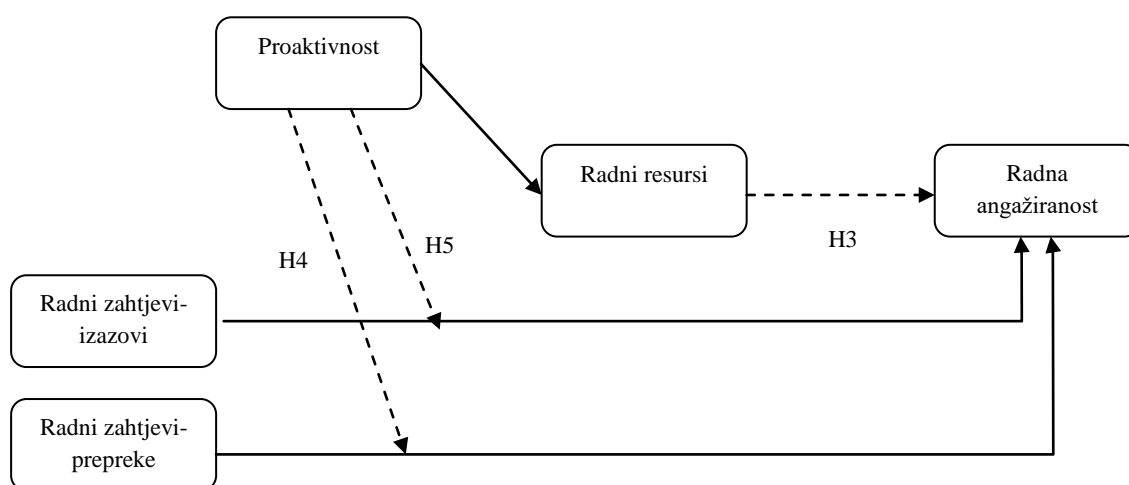 Proaktivnost
Radni resursi
Radna
angažiranost
H3
H5
H4
Radni zahtjevi-
izazovi
Radni zahtjevi-
prepreke